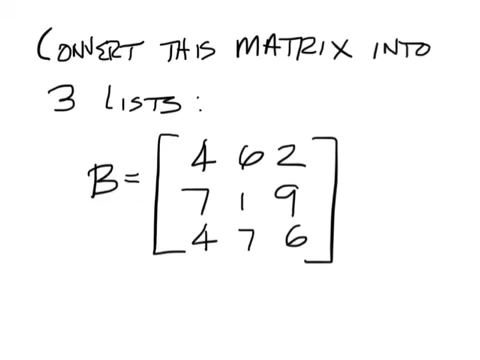 CONVERT THIS MATRIX INTO
3 LISTS:
B = [4 6 2
7 1 9
4 7 6]